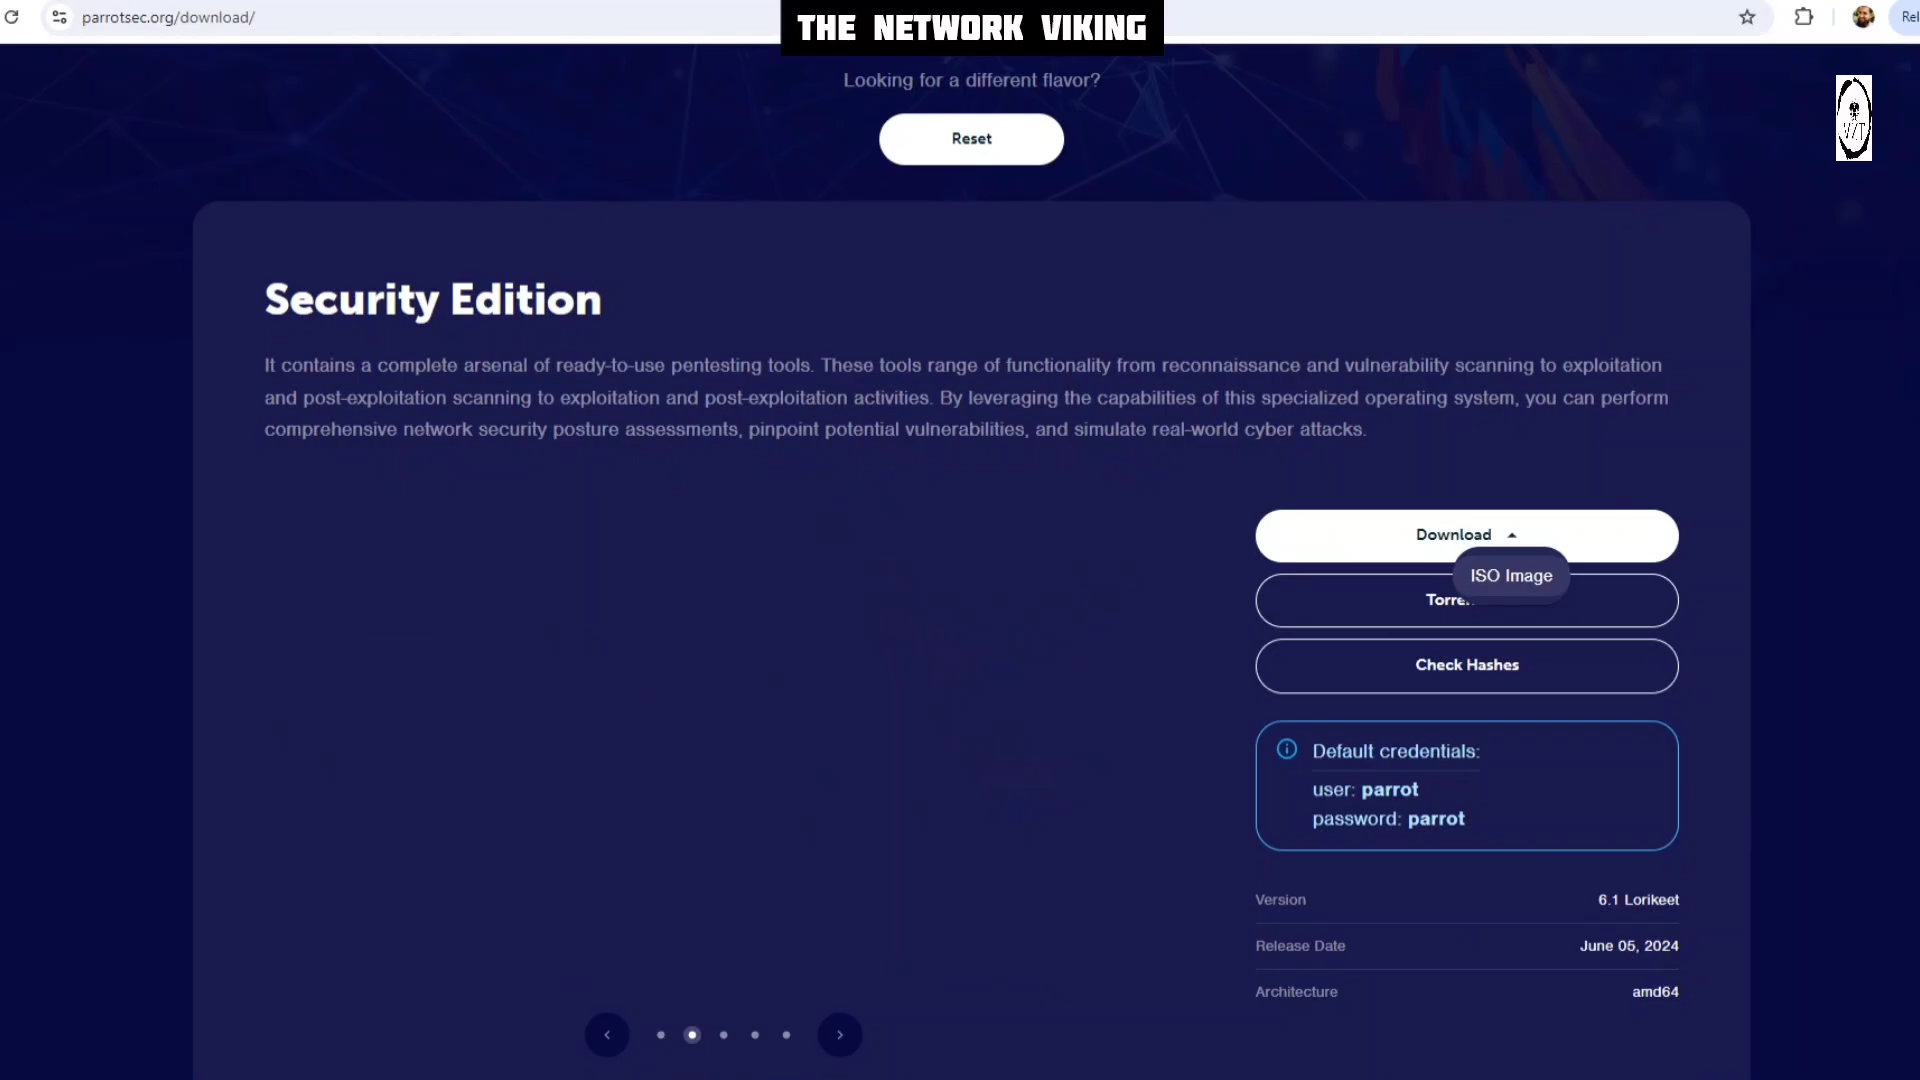 parrotsec.org/download/
THE NETWORK VIKING
Rel
Looking for a different flavor?
Reset
Security Edition
It contains a complete arsenal of ready-to-use pentesting tools. These tools range of functionality from reconnaissance and vulnerability scanning to exploitation
and post-exploitation scanning to exploitation and post-exploitation activities. By leveraging the capabilities of this specialized operating system, you can perform
comprehensive network security posture assessments, pinpoint potential vulnerabilities, and simulate real-world cyber attacks.
Download
ISO Image
Check Hashes
Default credentials:
user: parrot
password: parrot
Version 6.1 Lorikeet
Release Date June 05, 2024
Architecture amd64